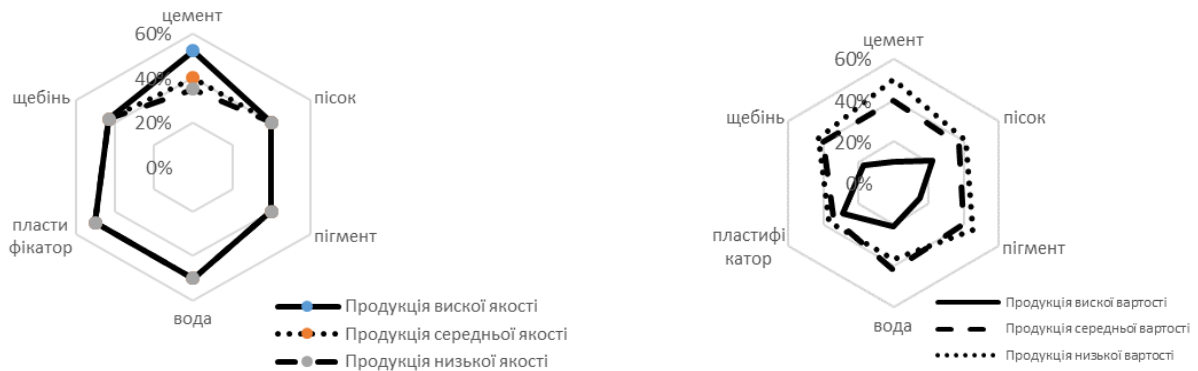 цемент
60%
40%
20%
0%
щебінь
пісок
пласти
фікатор
пігмент
вода
Продукція вискої якості
Продукція середньої якості
Продукція низької якості
цемент
60%
40%
20%
0%
щебінь
пісок
пластифі
катор
пігмент
вода
Продукція вискої вартості
Продукція середньої вартості
Продукція низької вартості